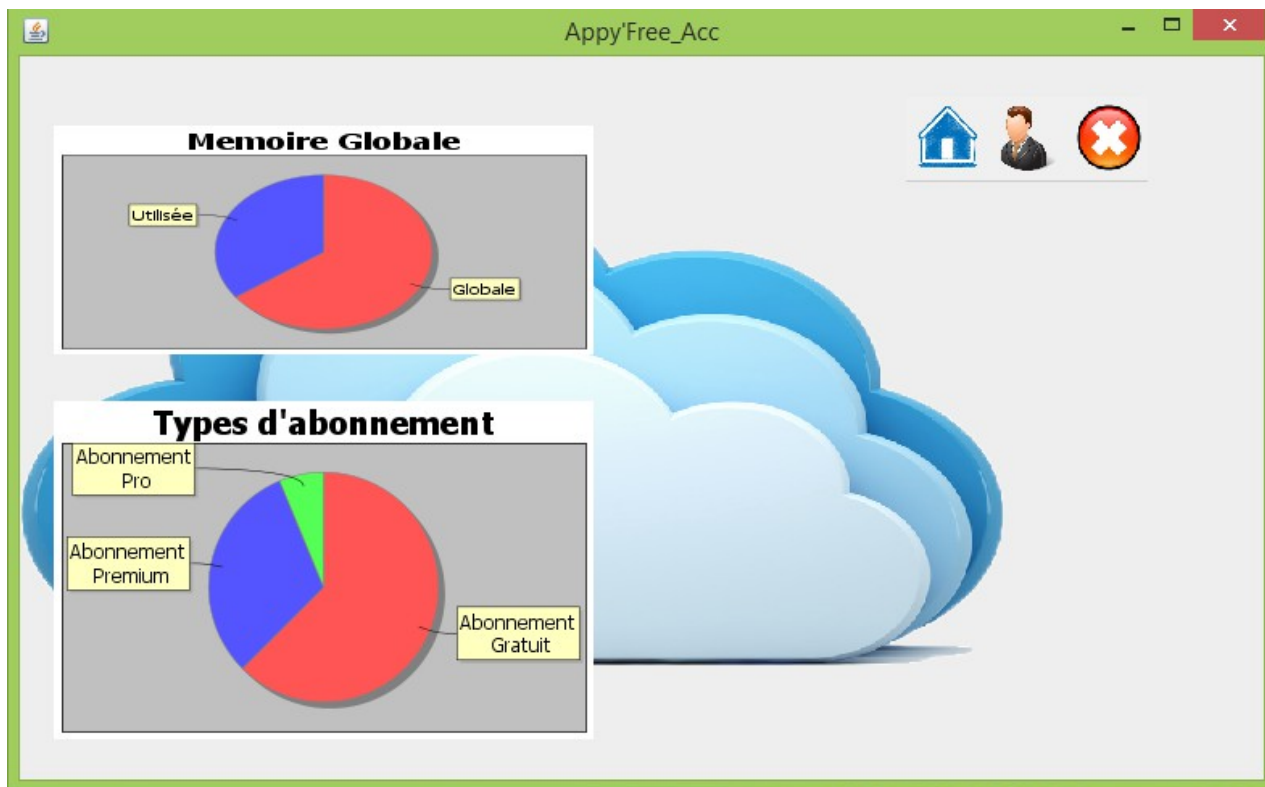 Appy'Free_Acc
Memoire Globale
Utilisée
Globale
Types d'abonnement
Abonnement
Pro
Abonnement
Premium
Abonnement
Gratuit